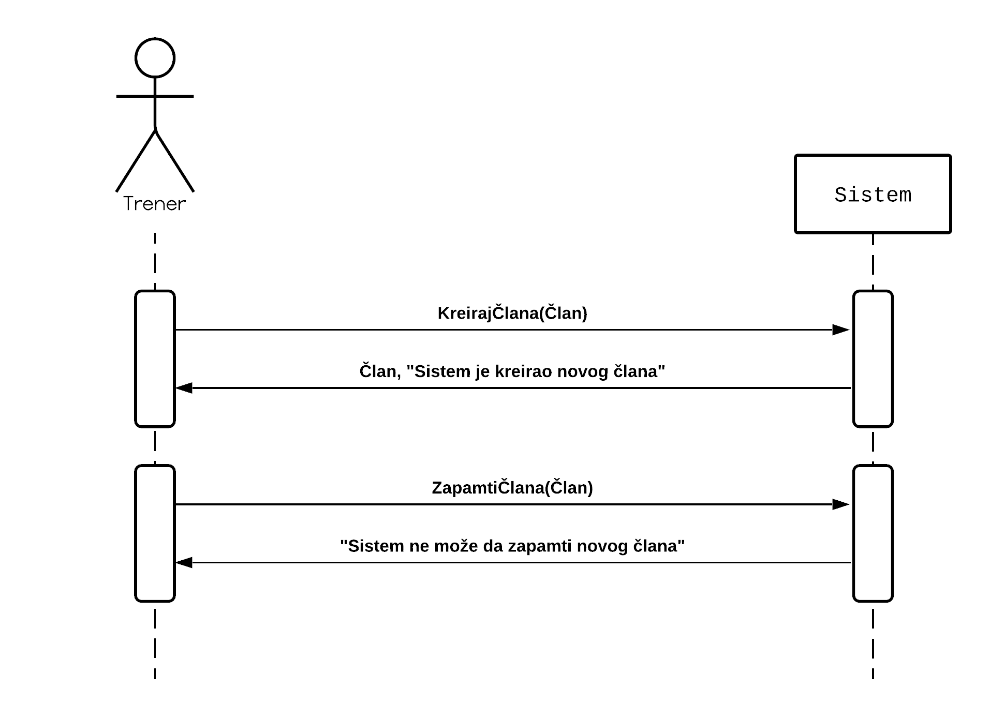 Trener
Sistem
KreirajČlana(Član)
Član, "Sistem je kreirao novog člana"
ZapamtiČlana(Član)
"Sistem ne može da zapamti novog člana"